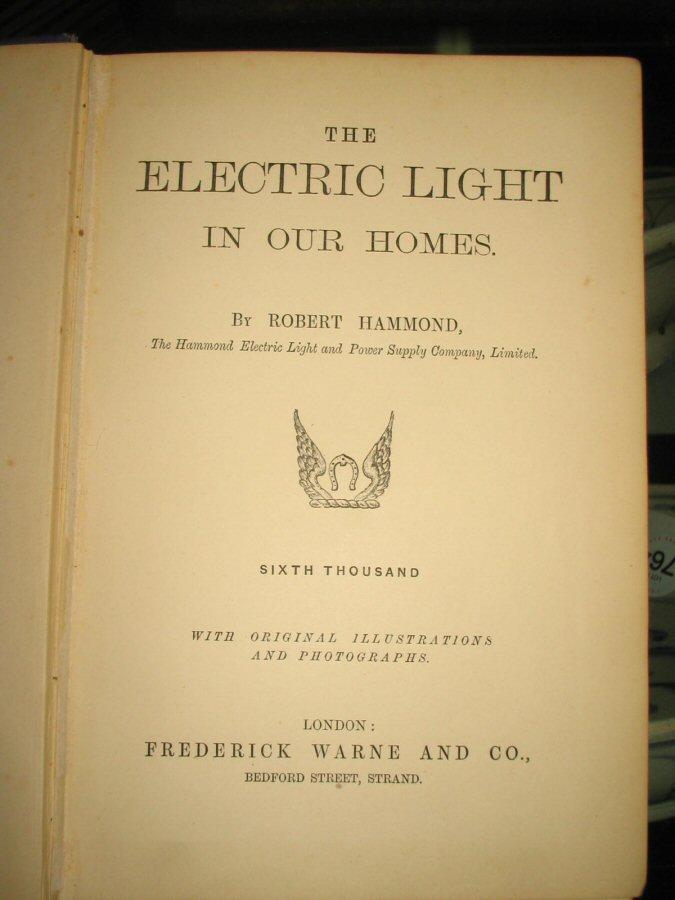 THE
ELECTRIC LIGHT
IN OUR HOMES.
By ROBERT HAMMOND,
The Hammond Electric Light and Power Supply Company, Limited.
SIXTH THOUSAND
WITH ORIGINAL ILLUSTRATIONS
AND PHOTOGRAPHS.
LONDON:
FREDERICK WARNE AND CO.,
BEDFORD STREET, STRAND.